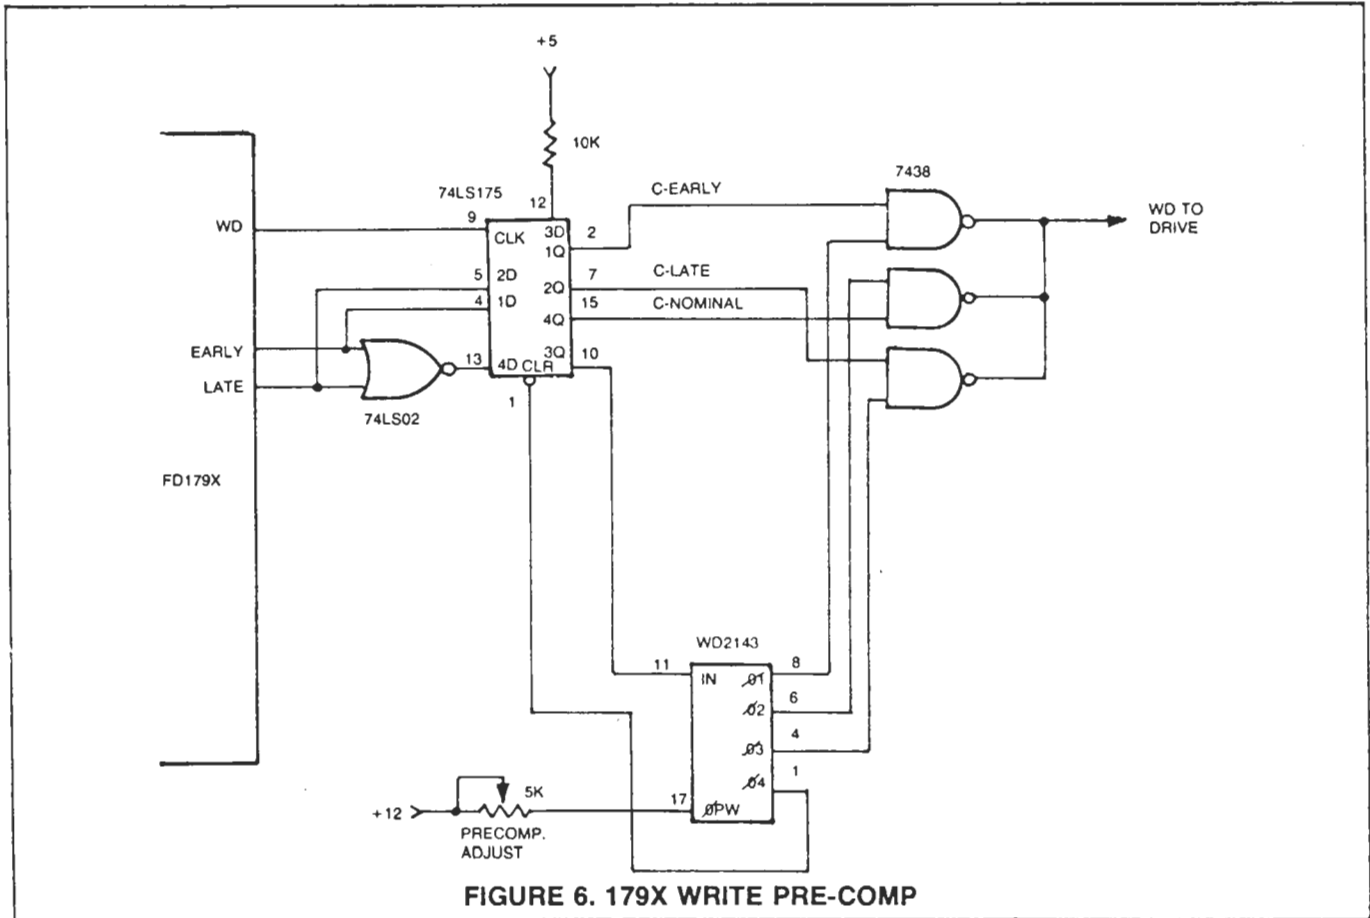 +5
10K
74LS175
12
7438
C-EARLY
WD TO
DRIVE
WD
9
CLK
3D
2
1Q
5
2D
7
C-LATE
2Q
4
1D
15
C-NOMINAL
4Q
EARLY
3Q
10
13
4D CLR
LATE
1
74LS02
FD179X
WD2143
11
IN
Ø1
8
Ø2
6
Ø3
4
Ø4
1
+12
5K
17
ØPW
PRECOMP.
ADJUST
FIGURE 6. 179X WRITE PRE-COMP